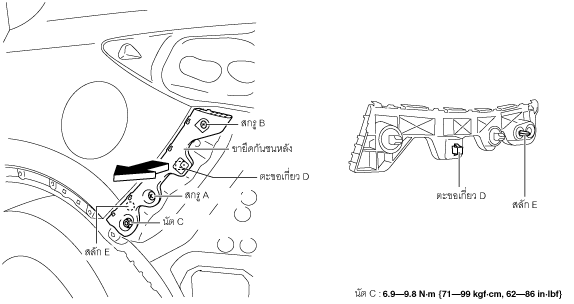 สกรู B
ขายึดกันชนหลัง
ตะขอเกี่ยว D
สกรู A
นัต C
สลัก E
ตะขอเกี่ยว D
สลัก E
นัต C : 6.9—9.8 N·m {71—99 kgf·cm, 62—86 in·lbf}